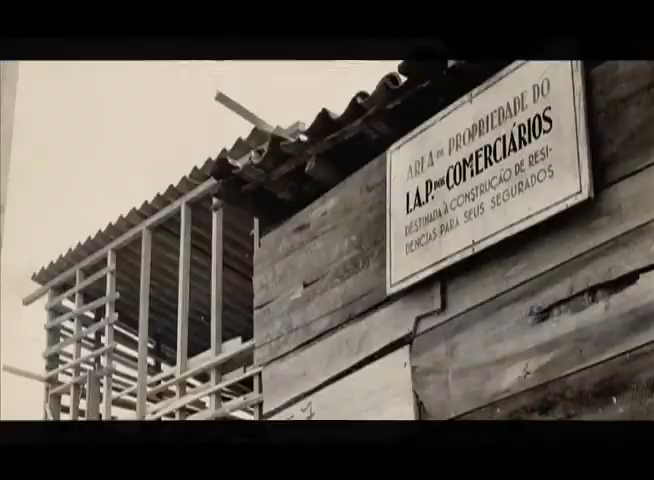 AREA DE PROPRIEDADE DO
I.A.P. DOS COMERCIÁRIOS
DESTINADA À CONSTRUÇÃO DE RESI-
DENCIAS PARA SEUS SEGURADOS